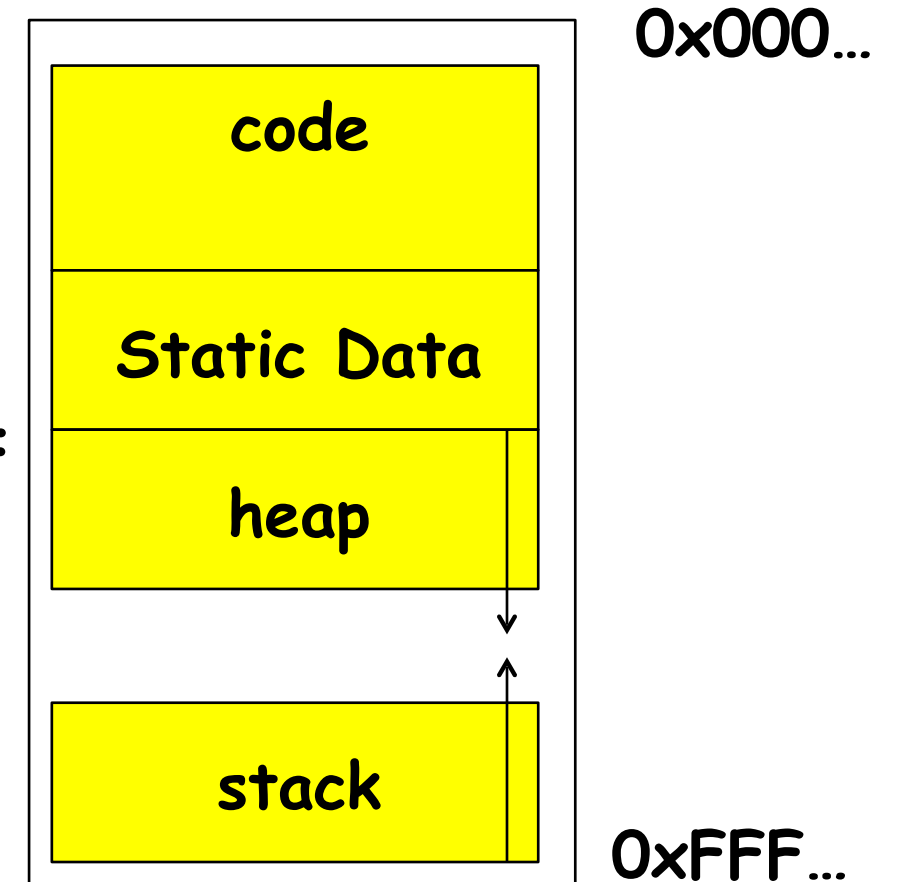 0x000…
code
Static Data
:
heap
stack
0xFFF…